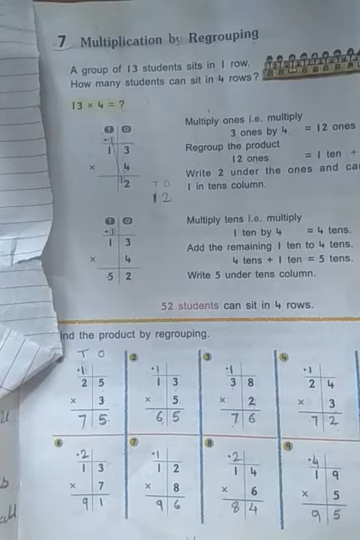 7 Multiplication by Regrouping
A group of 13 students sits in 1 row.
How many students can sit in 4 rows?
13 × 4 = ?
T O
+1
1 3
× 4
12
T O
12
Multiply ones i.e. multiply
3 ones by 4 = 12 ones
Regroup the product
12 ones = 1 ten +
Write 2 under the ones and ca
1 in tens column.
T O
+1
1 3
× 4
5 2
Multiply tens i.e. multiply
1 ten by 4 = 4 tens.
Add the remaining 1 ten to 4 tens.
4 tens + 1 ten = 5 tens.
Write 5 under tens column.
52 students can sit in 4 rows.
ind the product by regrouping.
T O
+1
2 5
× 3
7 5
2
+1
1 3
× 5
6 5
3
+1
3 8
× 2
7 6
4
+1
2 4
× 3
7 2
6
+2
1 3
× 7
9 1
7
+1
1 2
× 8
9 6
8
+2
1 4
× 6
8 4
9
+4
1 9
× 5
9 5